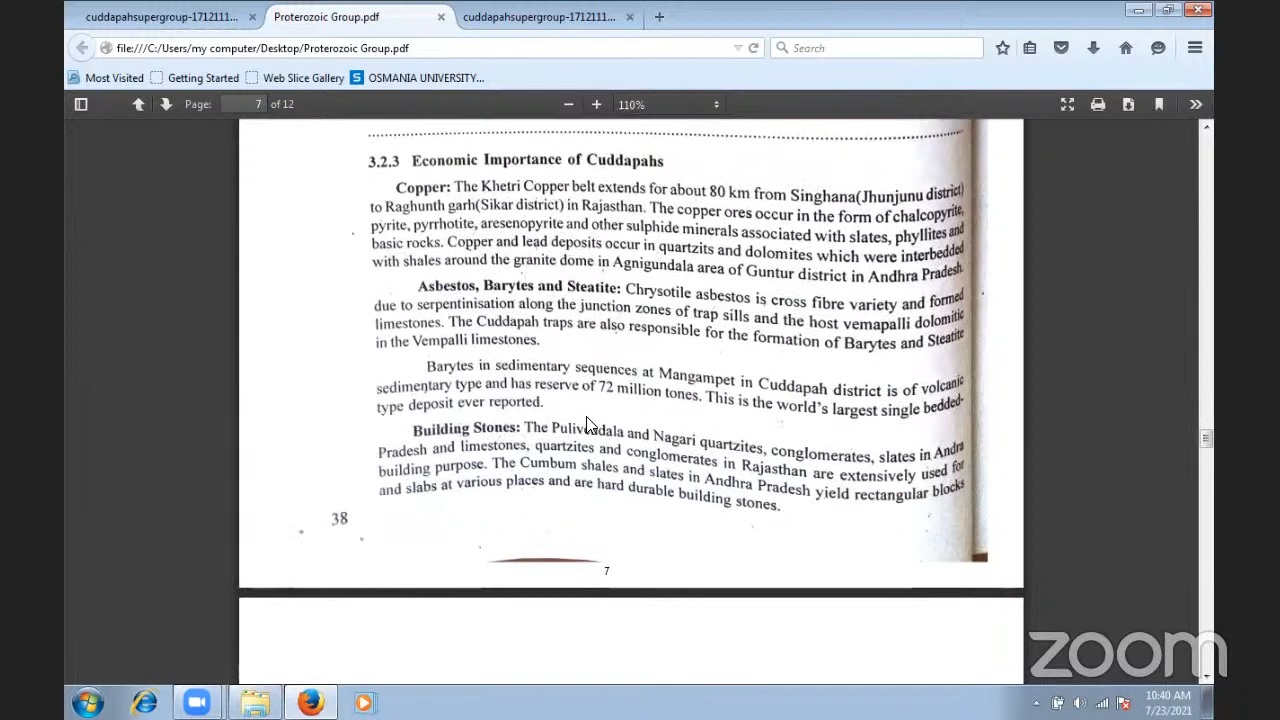 cuddapahsupergroup-1712111...
Proterozoic Group.pdf
cuddapahsupergroup-1712111...
file:///C:/Users/my computer/Desktop/Proterozoic Group.pdf
Search
Most Visited
Getting Started
Web Slice Gallery
S
OSMANIA UNIVERSITY...
Page: 7 of 12
110%
3.2.3 Economic Importance of Cuddapahs
Copper: The Khetri Copper belt extends for about 80 km from Singhana(Jhunjunu district)
to Raghunth garh(Sikar district) in Rajasthan. The copper ores occur in the form of chalcopyrite,
pyrite, pyrrhotite, aresenopyrite and other sulphide minerals associated with slates, phyllites and
basic rocks. Copper and lead deposits occur in quartzits and dolomites which were interbedded
with shales around the granite dome in Agnigundala area of Guntur district in Andhra Pradesh.
Asbestos, Barytes and Steatite: Chrysotile asbestos is cross fibre variety and formed
due to serpentinisation along the junction zones of trap sills and the host vemapalli dolomitic
limestones. The Cuddapah traps are also responsible for the formation of Barytes and Steatite
in the Vempalli limestones.
Barytes in sedimentary sequences at Mangampet in Cuddapah district is of volcanic
sedimentary type and has reserve of 72 million tones. This is the world's largest single bedded-
type deposit ever reported.
Building Stones: The Pulivendala and Nagari quartzites, conglomerates, slates in Andra
Pradesh and limestones, quartzites and conglomerates in Rajasthan are extensively used for
building purpose. The Cumbum shales and slates in Andhra Pradesh yield rectangular blocks
and slabs at various places and are hard durable building stones.
38
7
zoom
10:40 AM
7/23/2021